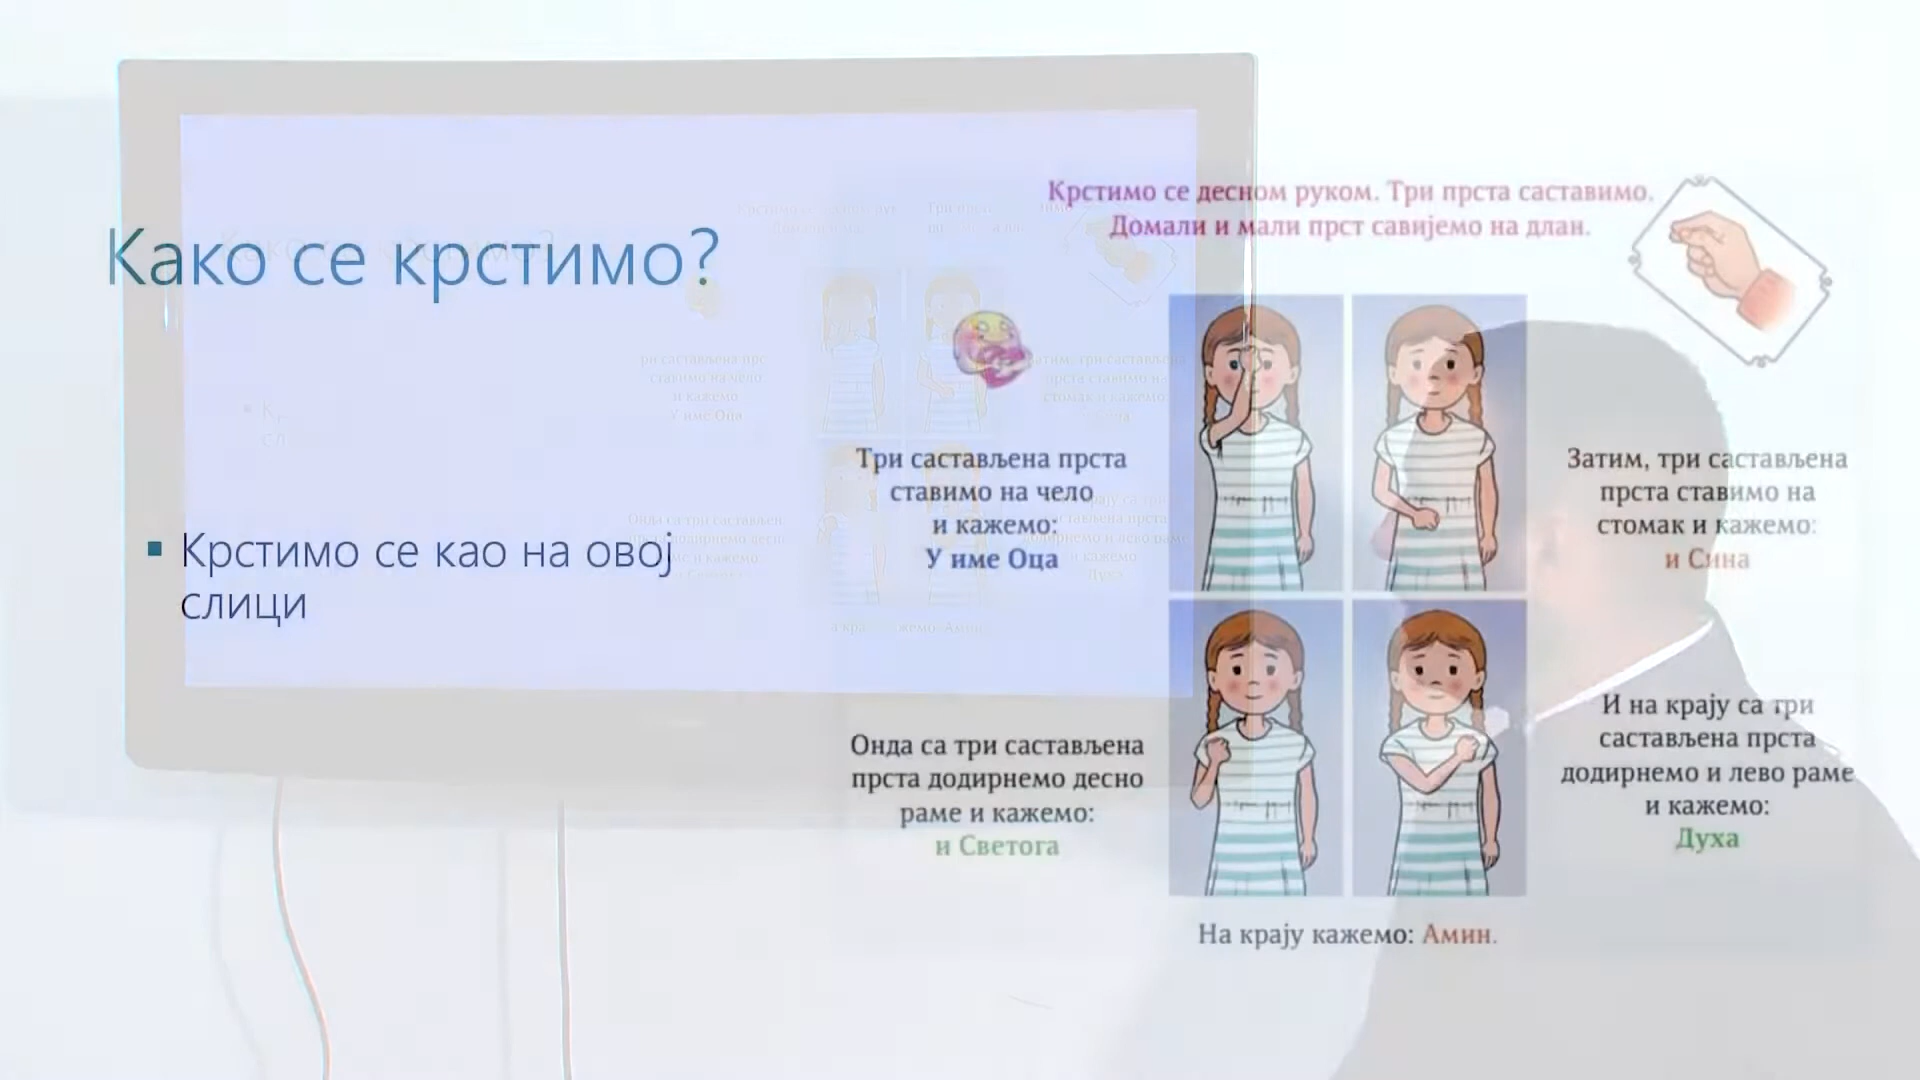 Како се крстимо?
Крстимо се као на овој
слици
Крстимо се десном руком. Три прста саставимо.
Домали и мали прст савијемо на длан.
Три састављена прста
ставимо на чело
и кажемо:
У име Оца
Затим, три састављена
прста ставимо на
стомак и кажемо:
и Сина
Онда са три састављена
прста додирнемо десно
раме и кажемо:
и Светога
И на крају са три
састављена прста
додирнемо и лево раме
и кажемо:
Духа
На крају кажемо: Амин.